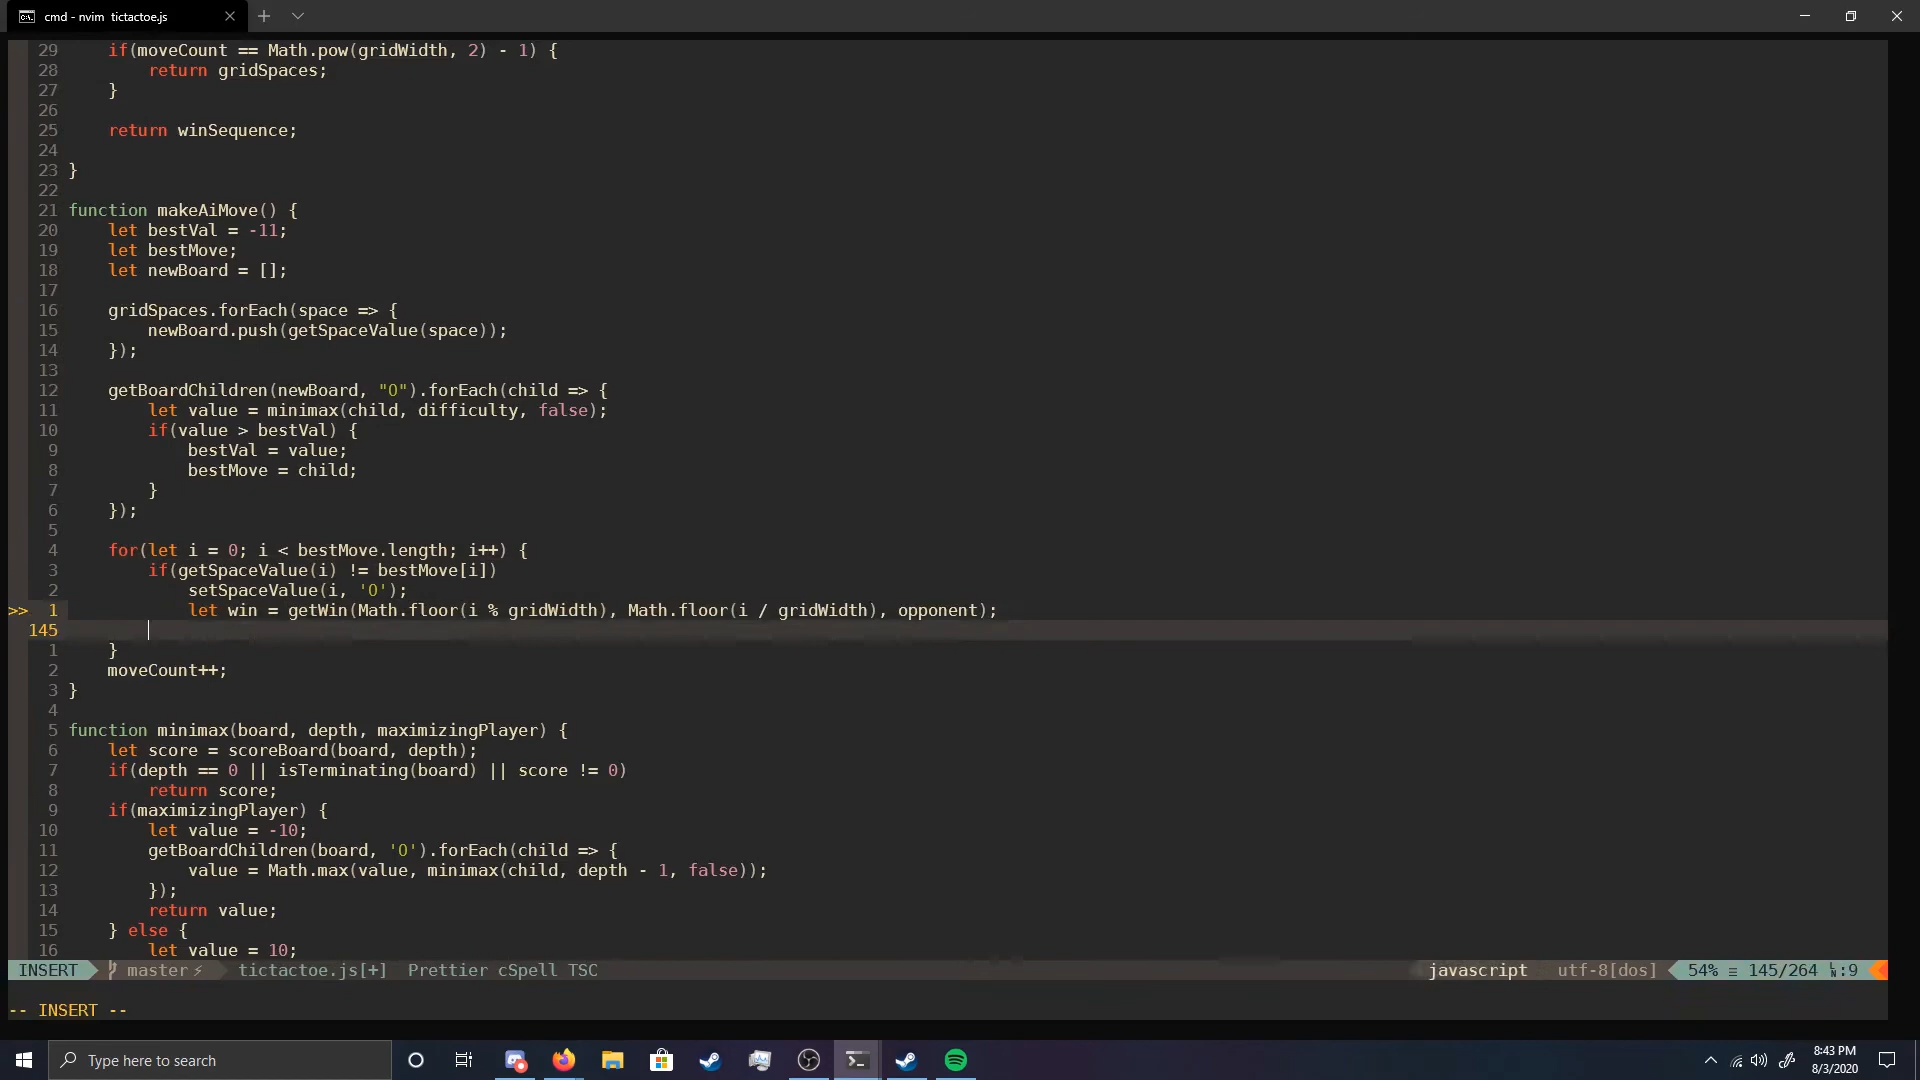 cmd - nvim  tictactoe.js
29     if(moveCount == Math.pow(gridWidth, 2) - 1) {
28         return gridSpaces;
27     }
26
25     return winSequence;
24
23 }
22
21 function makeAiMove() {
20     let bestVal = -11;
19     let bestMove;
18     let newBoard = [];
17
16     gridSpaces.forEach(space => {
15         newBoard.push(getSpaceValue(space));
14     });
13
12     getBoardChildren(newBoard, "O").forEach(child => {
11         let value = minimax(child, difficulty, false);
10         if(value > bestVal) {
9             bestVal = value;
8             bestMove = child;
7         }
6     });
5
4     for(let i = 0; i < bestMove.length; i++) {
3         if(getSpaceValue(i) != bestMove[i])
2             setSpaceValue(i, 'O');
>> 1             let win = getWin(Math.floor(i % gridWidth), Math.floor(i / gridWidth), opponent);
145
1     }
2     moveCount++;
3 }
4
5 function minimax(board, depth, maximizingPlayer) {
6     let score = scoreBoard(board, depth);
7     if(depth == 0 || isTerminating(board) || score != 0)
8         return score;
9     if(maximizingPlayer) {
10         let value = -10;
11         getBoardChildren(board, 'O').forEach(child => {
12             value = Math.max(value, minimax(child, depth - 1, false));
13         });
14         return value;
15     } else {
16         let value = 10;
INSERT master⚡ tictactoe.js[+] Prettier cSpell TSC javascript utf-8[dos] 54% ≡ 145/264 ㏑:9
-- INSERT --
Type here to search
8:43 PM
8/3/2020